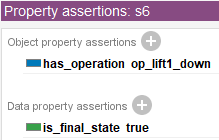 Property assertions: s6
Object property assertions
has_operation op_lift1_down
Data property assertions
is_final_state true